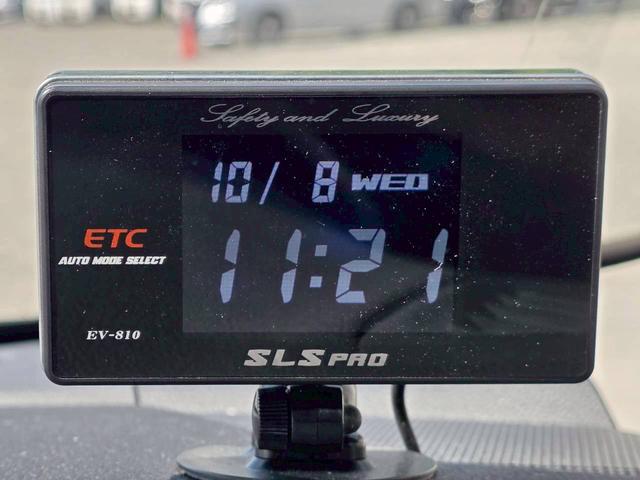 Safety and Luxury
10/ 8 WED
ETC
AUTO MODE SELECT
11:21
EV-810
SLS PRO